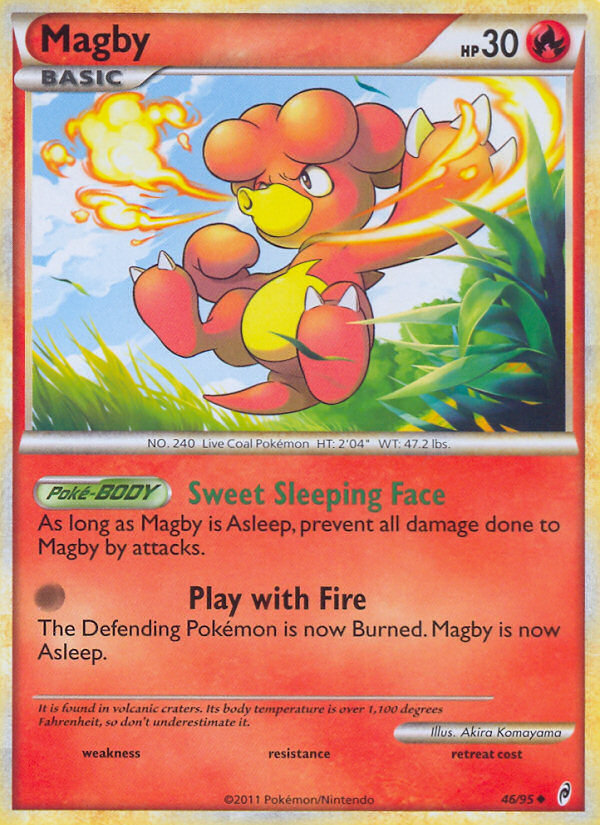 Magby
HP 30
BASIC
NO. 240 Live Coal Pokémon HT: 2'04" WT: 47.2 lbs.
Poké-BODY Sweet Sleeping Face
As long as Magby is Asleep, prevent all damage done to
Magby by attacks.
Play with Fire
The Defending Pokémon is now Burned. Magby is now
Asleep.
It is found in volcanic craters. Its body temperature is over 1,100 degrees
Fahrenheit, so don't underestimate it.
Illus. Akira Komayama
weakness resistance retreat cost
©2011 Pokémon/Nintendo 46/95